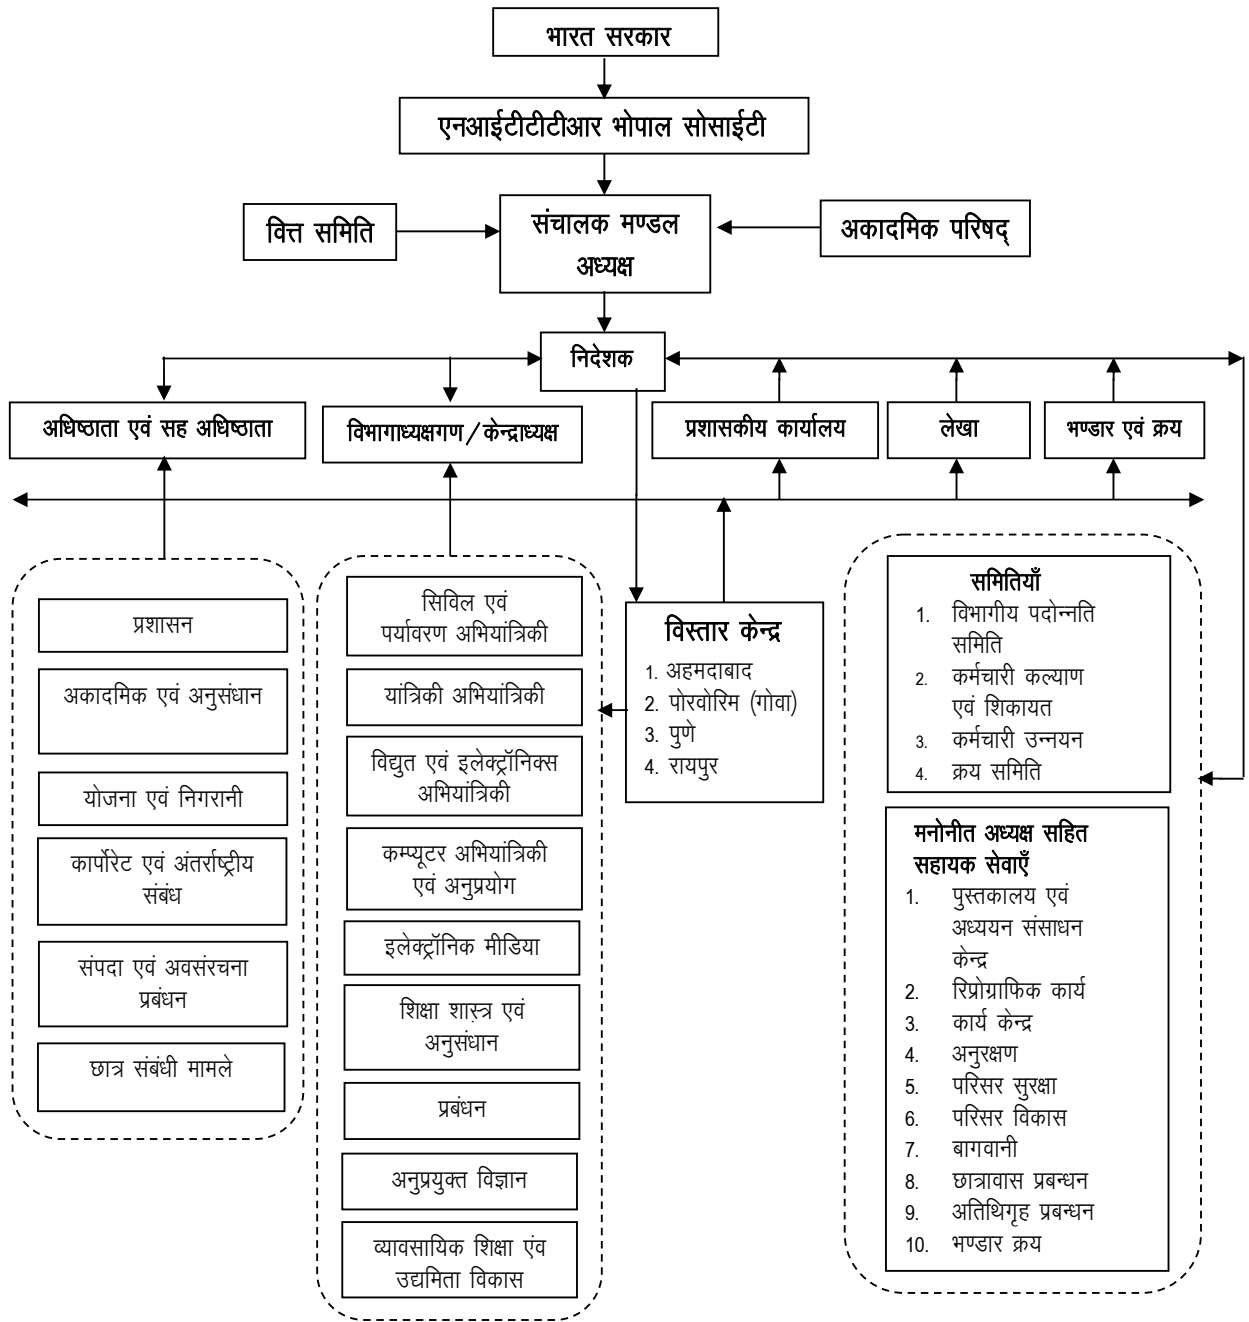 भारत सरकार
एनआईटीटीटीआर भोपाल सोसाईटी
वित्त समिति
संचालक मण्डल
अध्यक्ष
अकादमिक परिषद्
निदेशक
अधिष्ठाता एवं सह अधिष्ठाता
विभागाध्यक्षगण/केन्द्राध्यक्ष
प्रशासकीय कार्यालय
लेखा
भण्डार एवं क्रय
प्रशासन
अकादमिक एवं अनुसंधान
योजना एवं निगरानी
कार्पोरेट एवं अंतर्राष्ट्रीय
संबंध
संपदा एवं अवसंरचना
प्रबंधन
छात्र संबंधी मामले
सिविल एवं
पर्यावरण अभियांत्रिकी
यांत्रिकी अभियांत्रिकी
विद्युत एवं इलेक्ट्रॉनिक्स
अभियांत्रिकी
कम्प्यूटर अभियांत्रिकी
एवं अनुप्रयोग
इलेक्ट्रॉनिक मीडिया
शिक्षा शास्त्र एवं
अनुसंधान
प्रबंधन
अनुप्रयुक्त विज्ञान
व्यावसायिक शिक्षा एंव
उद्यमिता विकास
विस्तार केन्द्र
1. अहमदाबाद
2. पोरवोरिम (गोवा)
3. पुणे
4. रायपुर
समितियाँ
1. विभागीय पदोन्नति
समिति
2. कर्मचारी कल्याण
एवं शिकायत
3. कर्मचारी उन्नयन
4. क्रय समिति
मनोनीत अध्यक्ष सहित
सहायक सेवाएँ
1. पुस्तकालय एवं
अध्ययन संसाधन
केन्द्र
2. रिप्रोग्राफिक कार्य
3. कार्य केन्द्र
4. अनुरक्षण
5. परिसर सुरक्षा
6. परिसर विकास
7. बागवानी
8. छात्रावास प्रबन्धन
9. अतिथिगृह प्रबन्धन
10. भण्डार क्रय